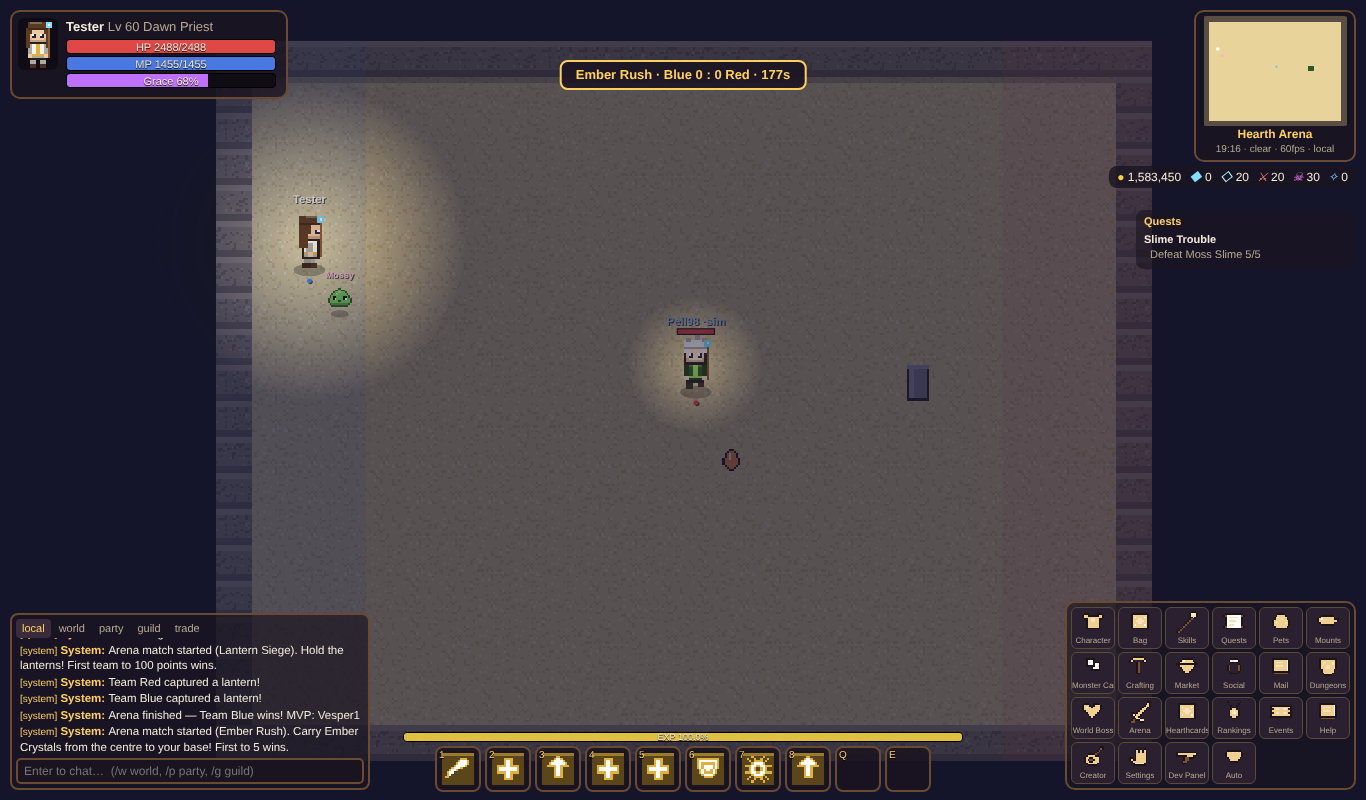 Tester Lv 60 Dawn Priest
HP 2488/2488
MP 1455/1455
Grace 68%
Ember Rush · Blue 0 : 0 Red · 177s
Hearth Arena
19:16 · clear · 60fps · local
1,583,450 0 20 20 30 0
Quests
Slime Trouble
Defeat Moss Slime 5/5
Tester
Mossy
Pell98 ·sim
local world party guild trade
[system] System: Arena match started (Lantern Siege). Hold the
lanterns! First team to 100 points wins.
[system] System: Team Red captured a lantern!
[system] System: Team Blue captured a lantern!
[system] System: Arena finished — Team Blue wins! MVP: Vesper1
[system] System: Arena match started (Ember Rush). Carry Ember
Crystals from the centre to your base! First to 5 wins.
Enter to chat… (/w world, /p party, /g guild)
EXP 100.0%
1 2 3 4 5 6 7 8 Q E
Character Bag Skills Quests Pets Mounts
Monster Ca Crafting Market Social Mail Dungeons
World Boss Arena Hearthcards Rankings Events Help
Creator Settings Dev Panel Auto